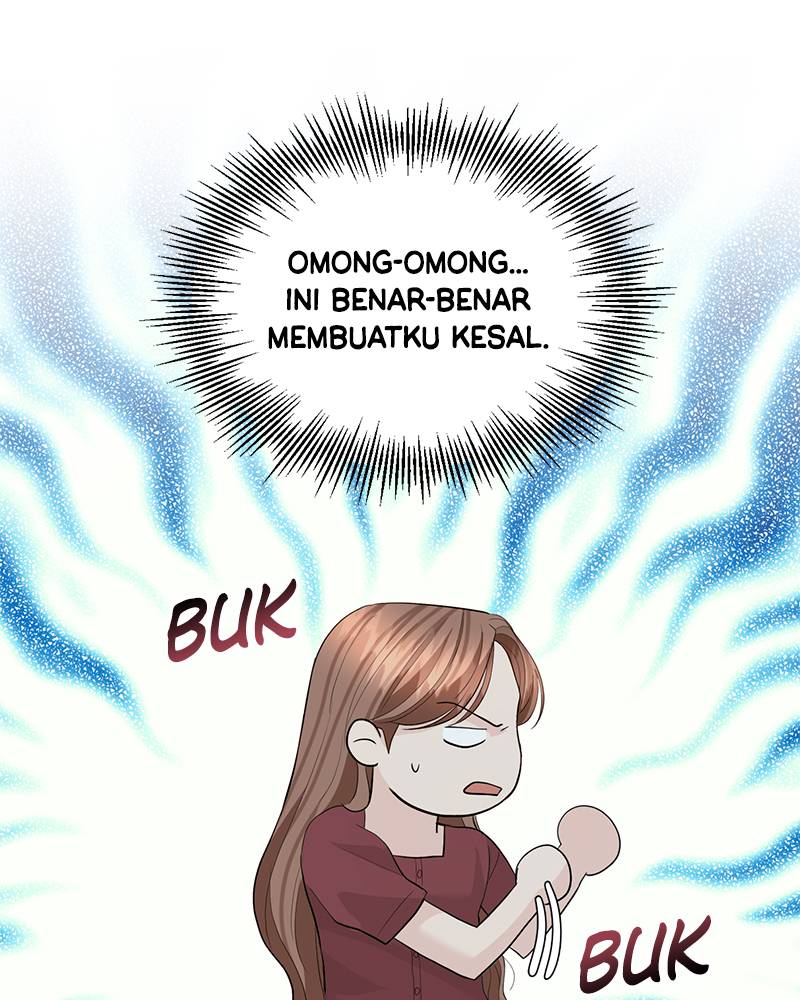 OMONG-OMONG...
INI BENAR-BENAR
MEMBUATKU KESAL.
BUK
BUK